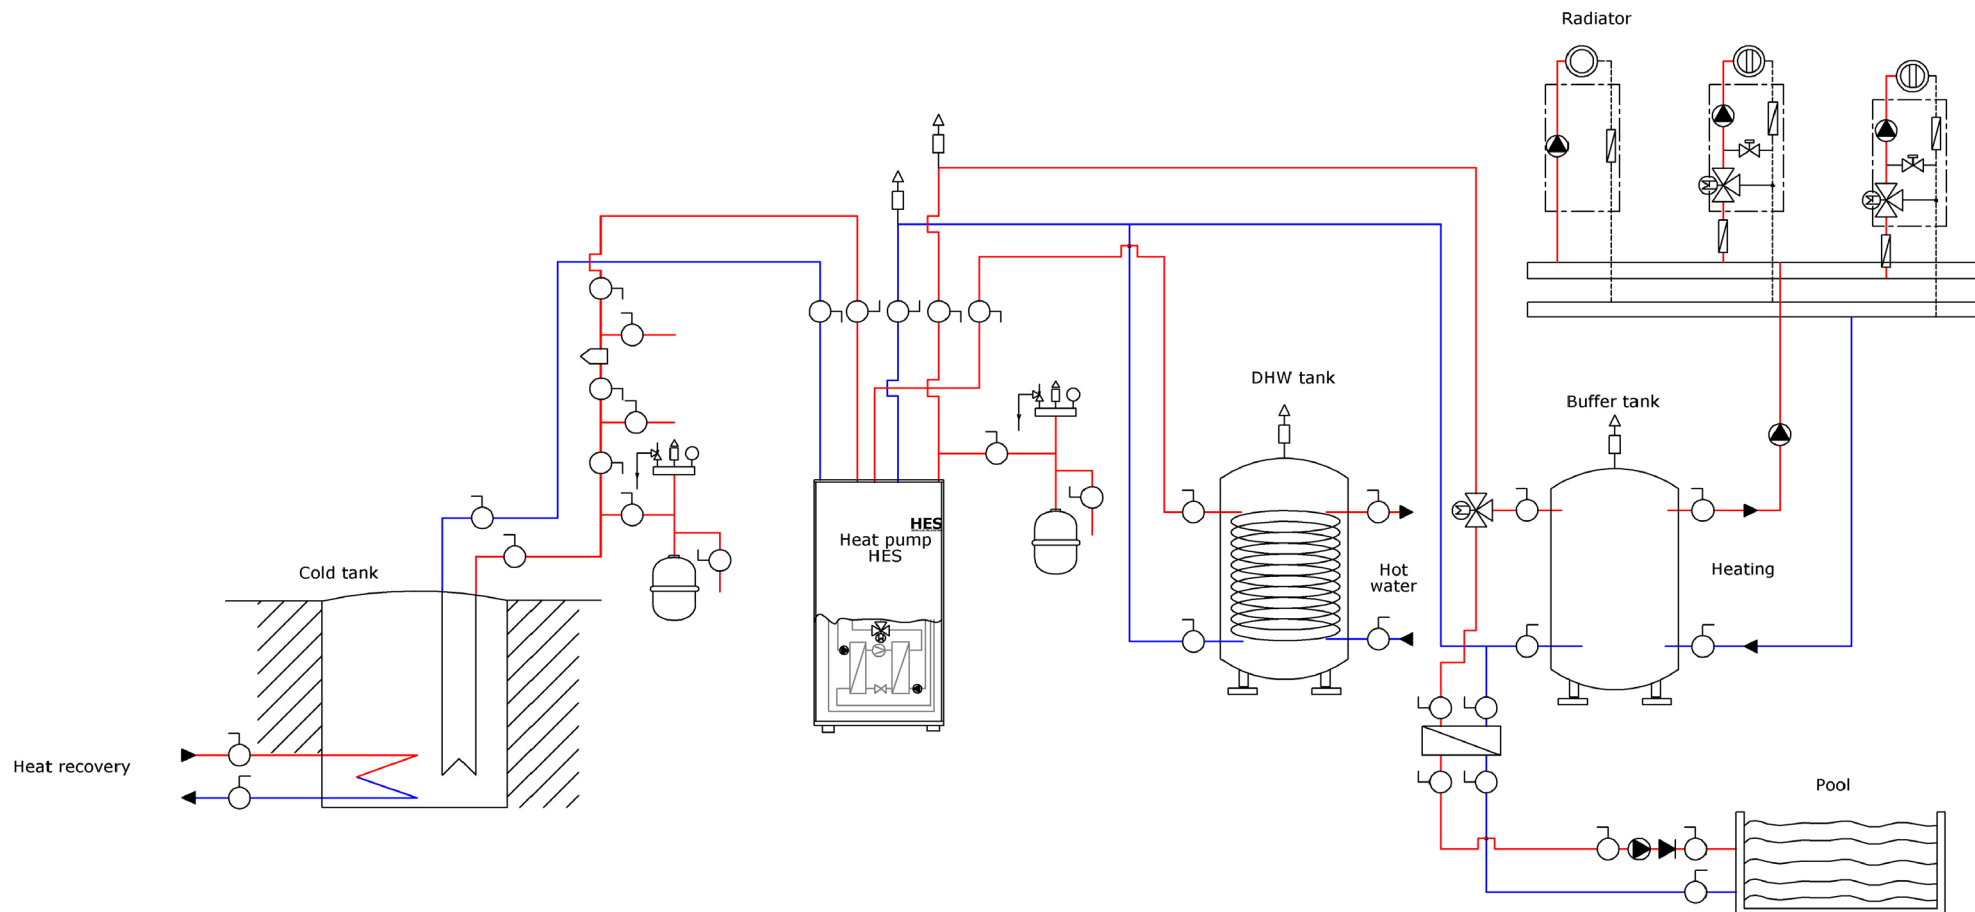 Radiator
DHW tank
Buffer tank
HES
Heat pump
HES
Cold tank
Hot
water
Heating
Heat recovery
Pool